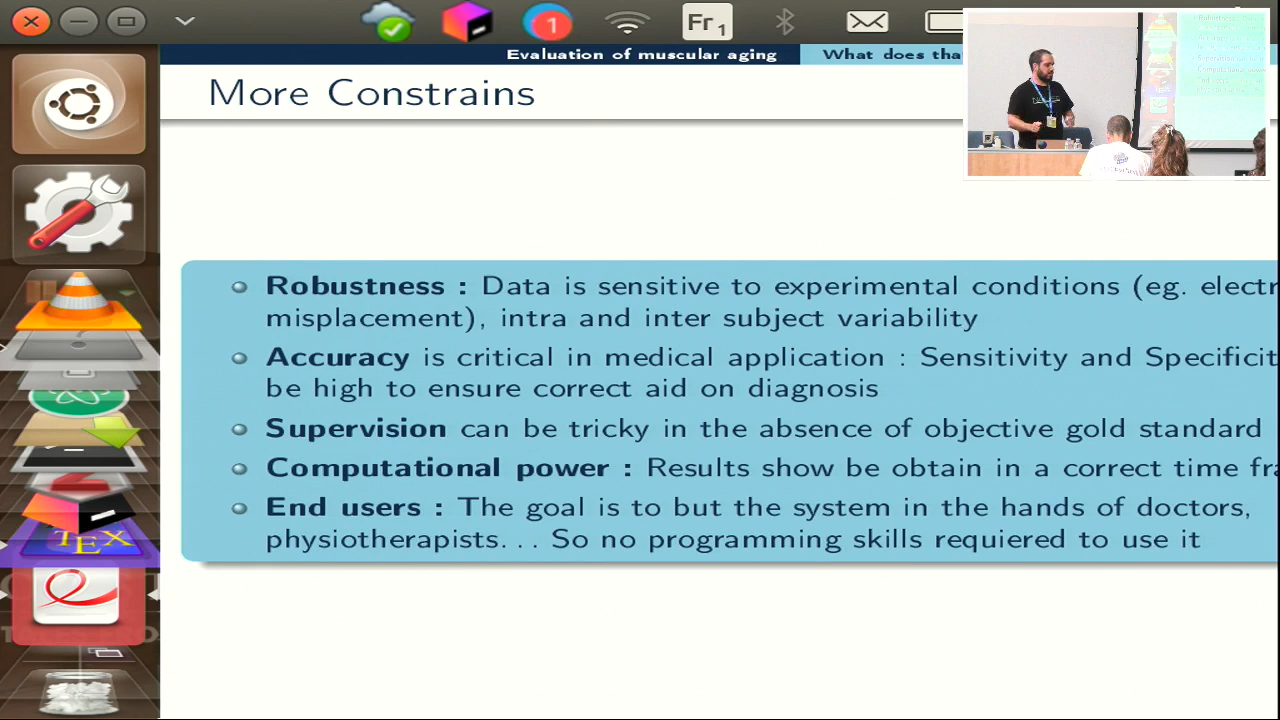 1
Fr1
Evaluation of muscular aging
What does tha
More Constrains
Robustness : Data is sensitive to experimental conditions (eg. electr
misplacement), intra and inter subject variability
Accuracy is critical in medical application : Sensitivity and Specificit
be high to ensure correct aid on diagnosis
Supervision can be tricky in the absence of objective gold standard
Computational power : Results show be obtain in a correct time fra
End users : The goal is to but the system in the hands of doctors,
physiotherapists... So no programming skills requiered to use it
TEX